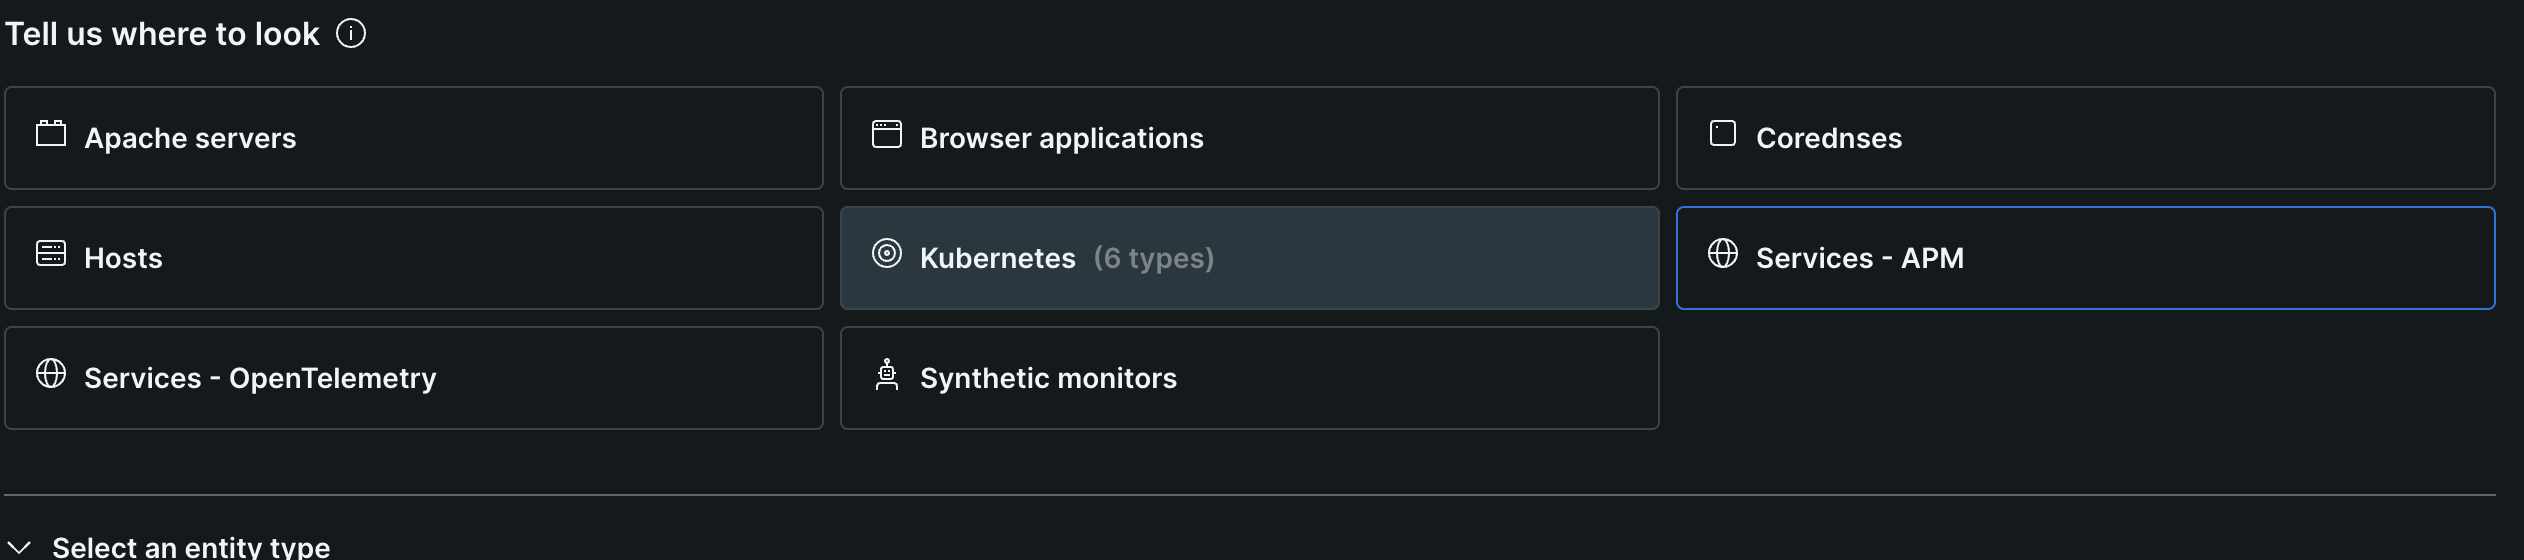 Tell us where to look
Apache servers
Browser applications
Corednses
Hosts
Kubernetes (6 types)
Services - APM
Services - OpenTelemetry
Synthetic monitors
Select an entity type